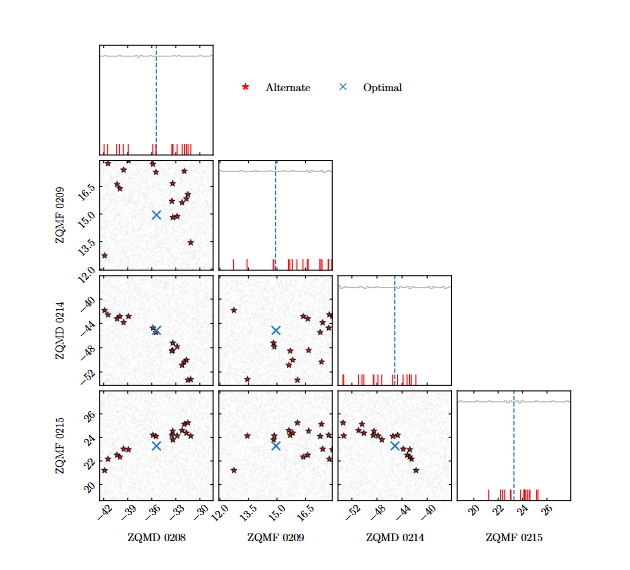 Alternate Optimal
ZQMF 0209
16.5
15.0
13.5
12.0
ZQMD 0214
−40
−44
−48
−52
ZQMF 0215
26
24
22
20
−42 −39 −36 −33 −30 12.0 13.5 15.0 16.5 −52 −48 −44 −40 20 22 24 26
ZQMD 0208 ZQMF 0209 ZQMD 0214 ZQMF 0215